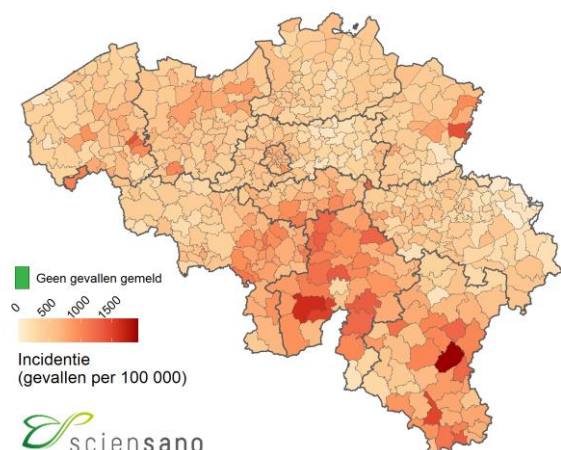 Geen gevallen gemeld
0 500 1000 1500
Incidentie
(gevallen per 100 000)
sciensano